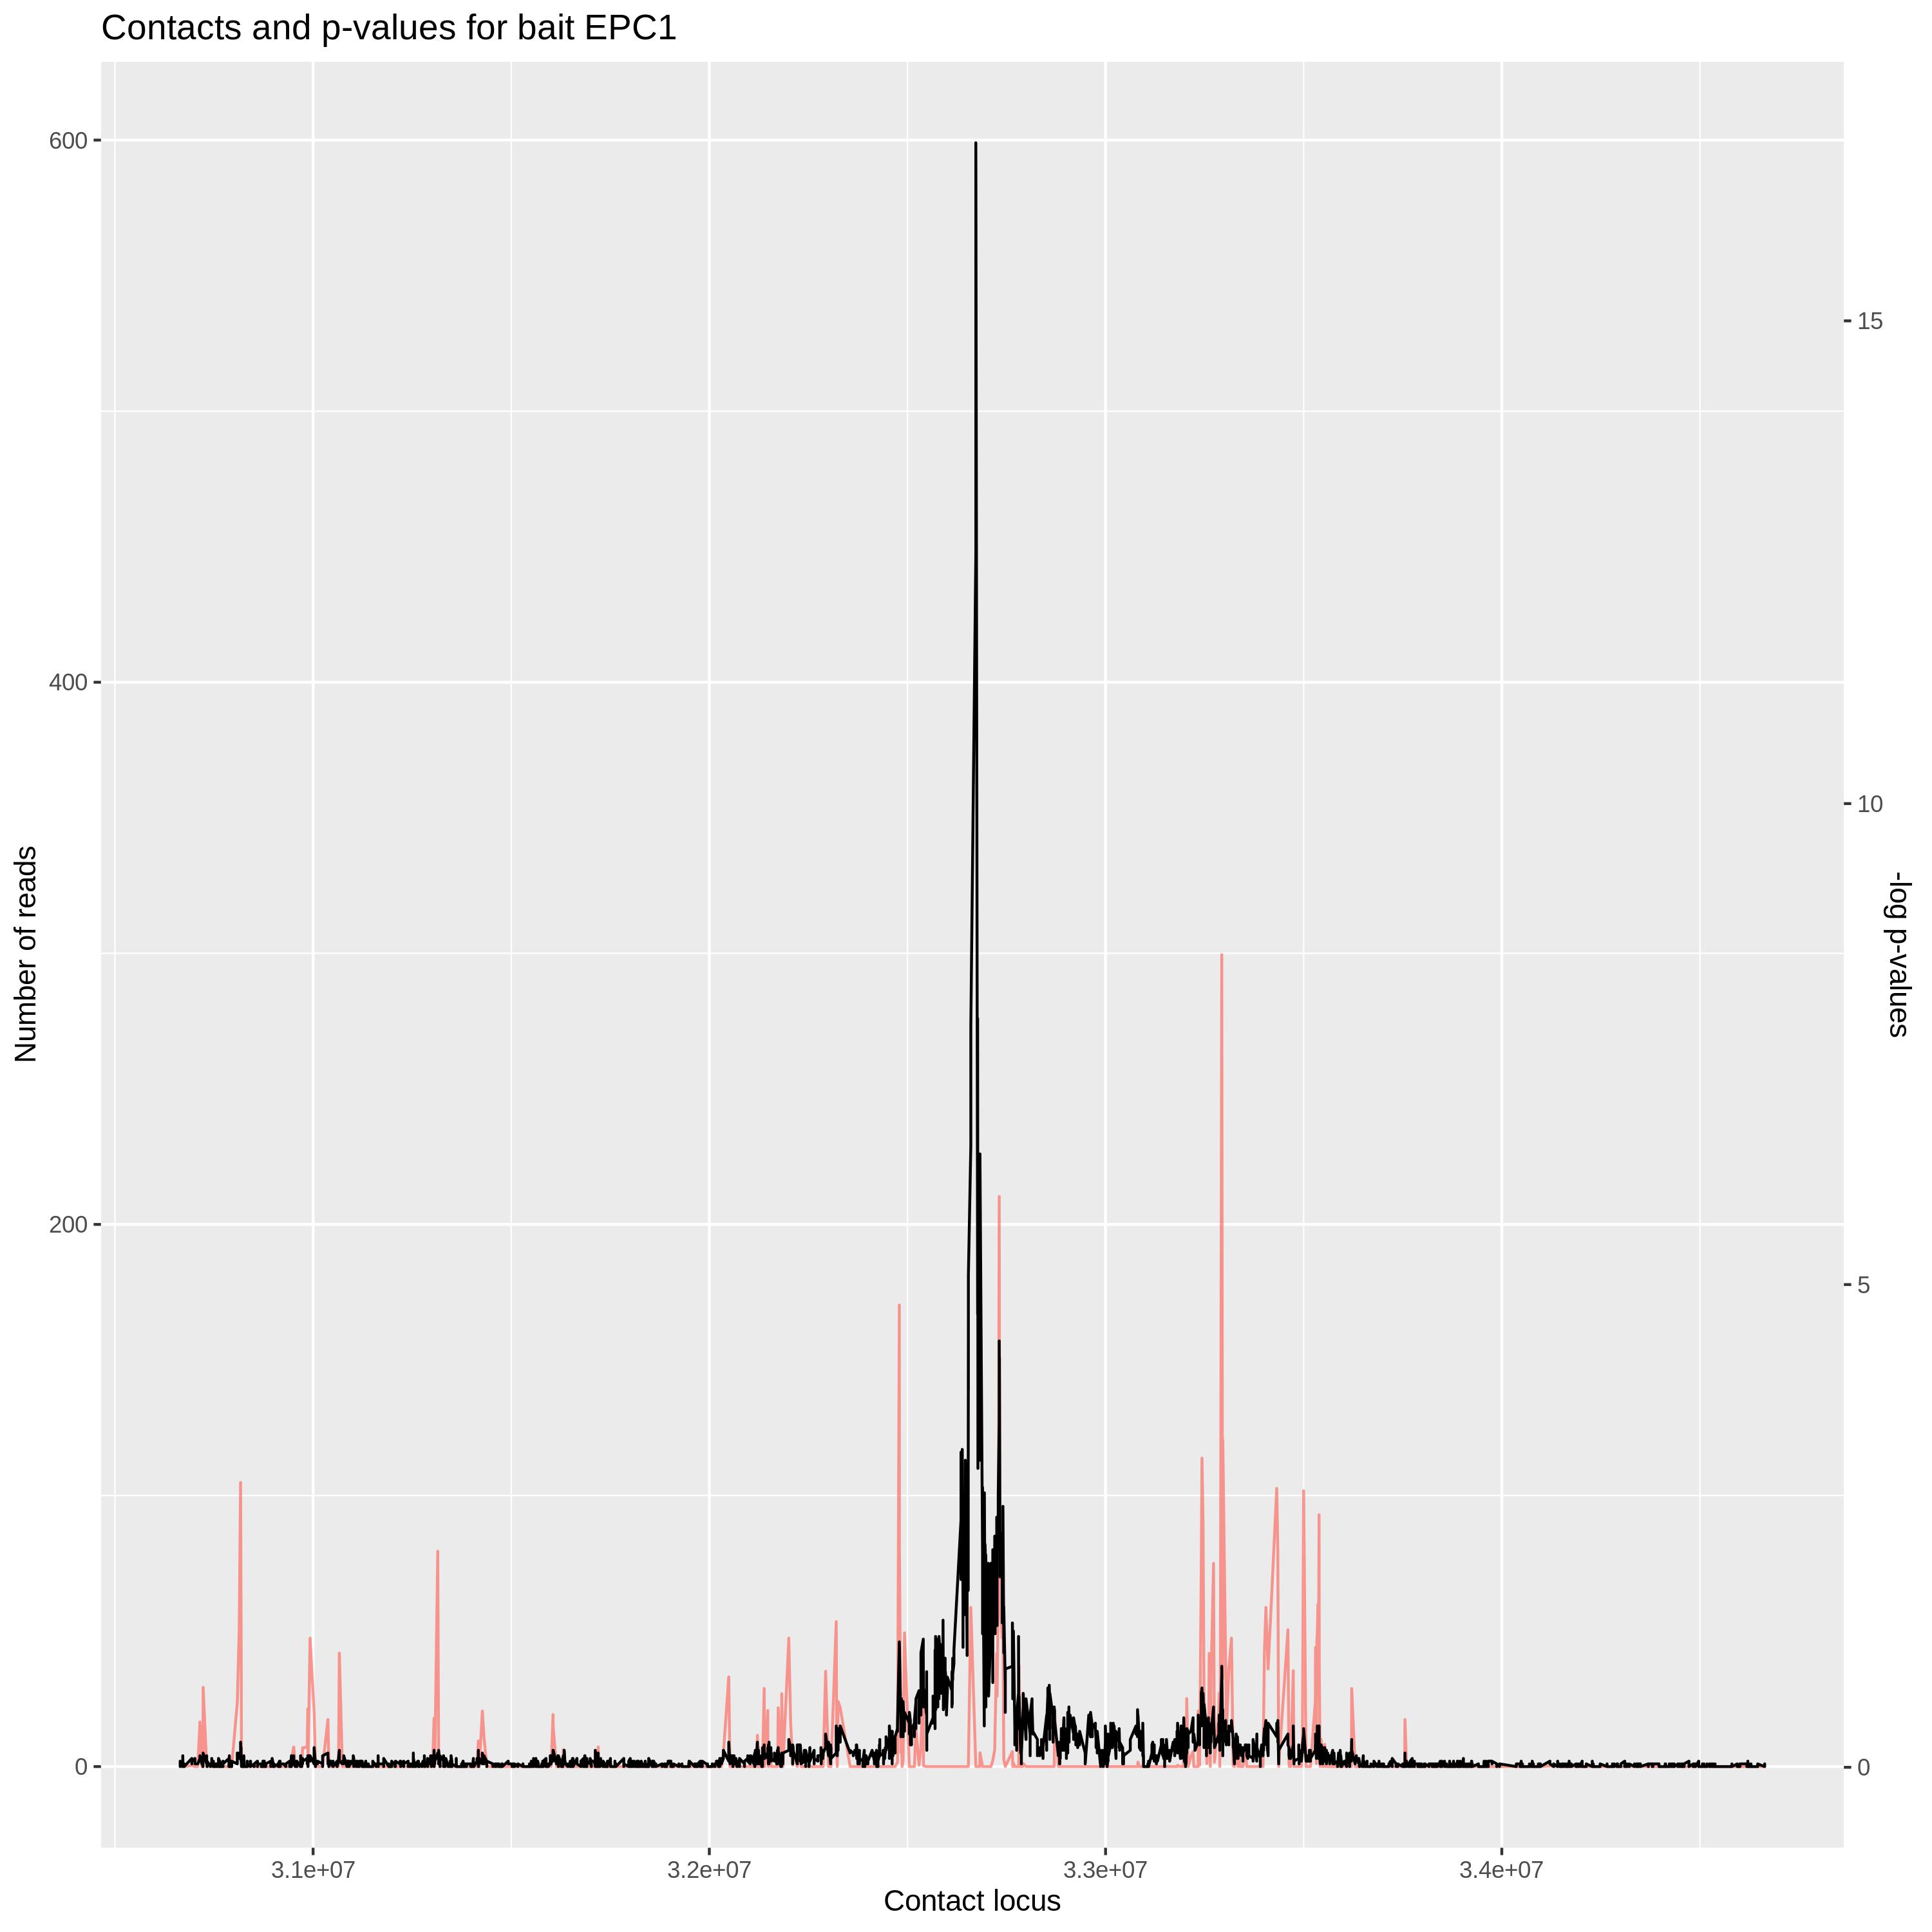 Contacts and p-values for bait EPC1
600
400
200
0
Number of reads
15
10
5
0
-log p-values
3.1e+07
3.2e+07
3.3e+07
3.4e+07
Contact locus